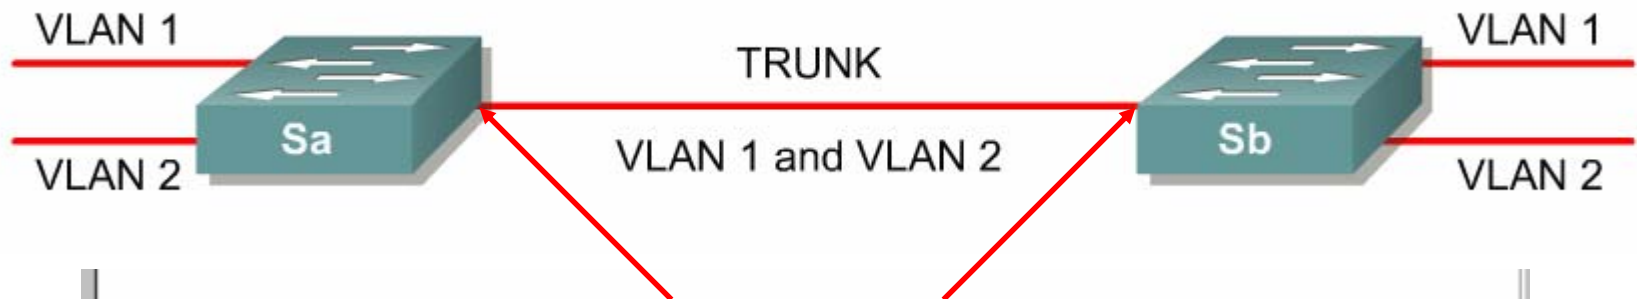 VLAN 1
VLAN 1
TRUNK
Sa
Sb
VLAN 1 and VLAN 2
VLAN 2
VLAN 2